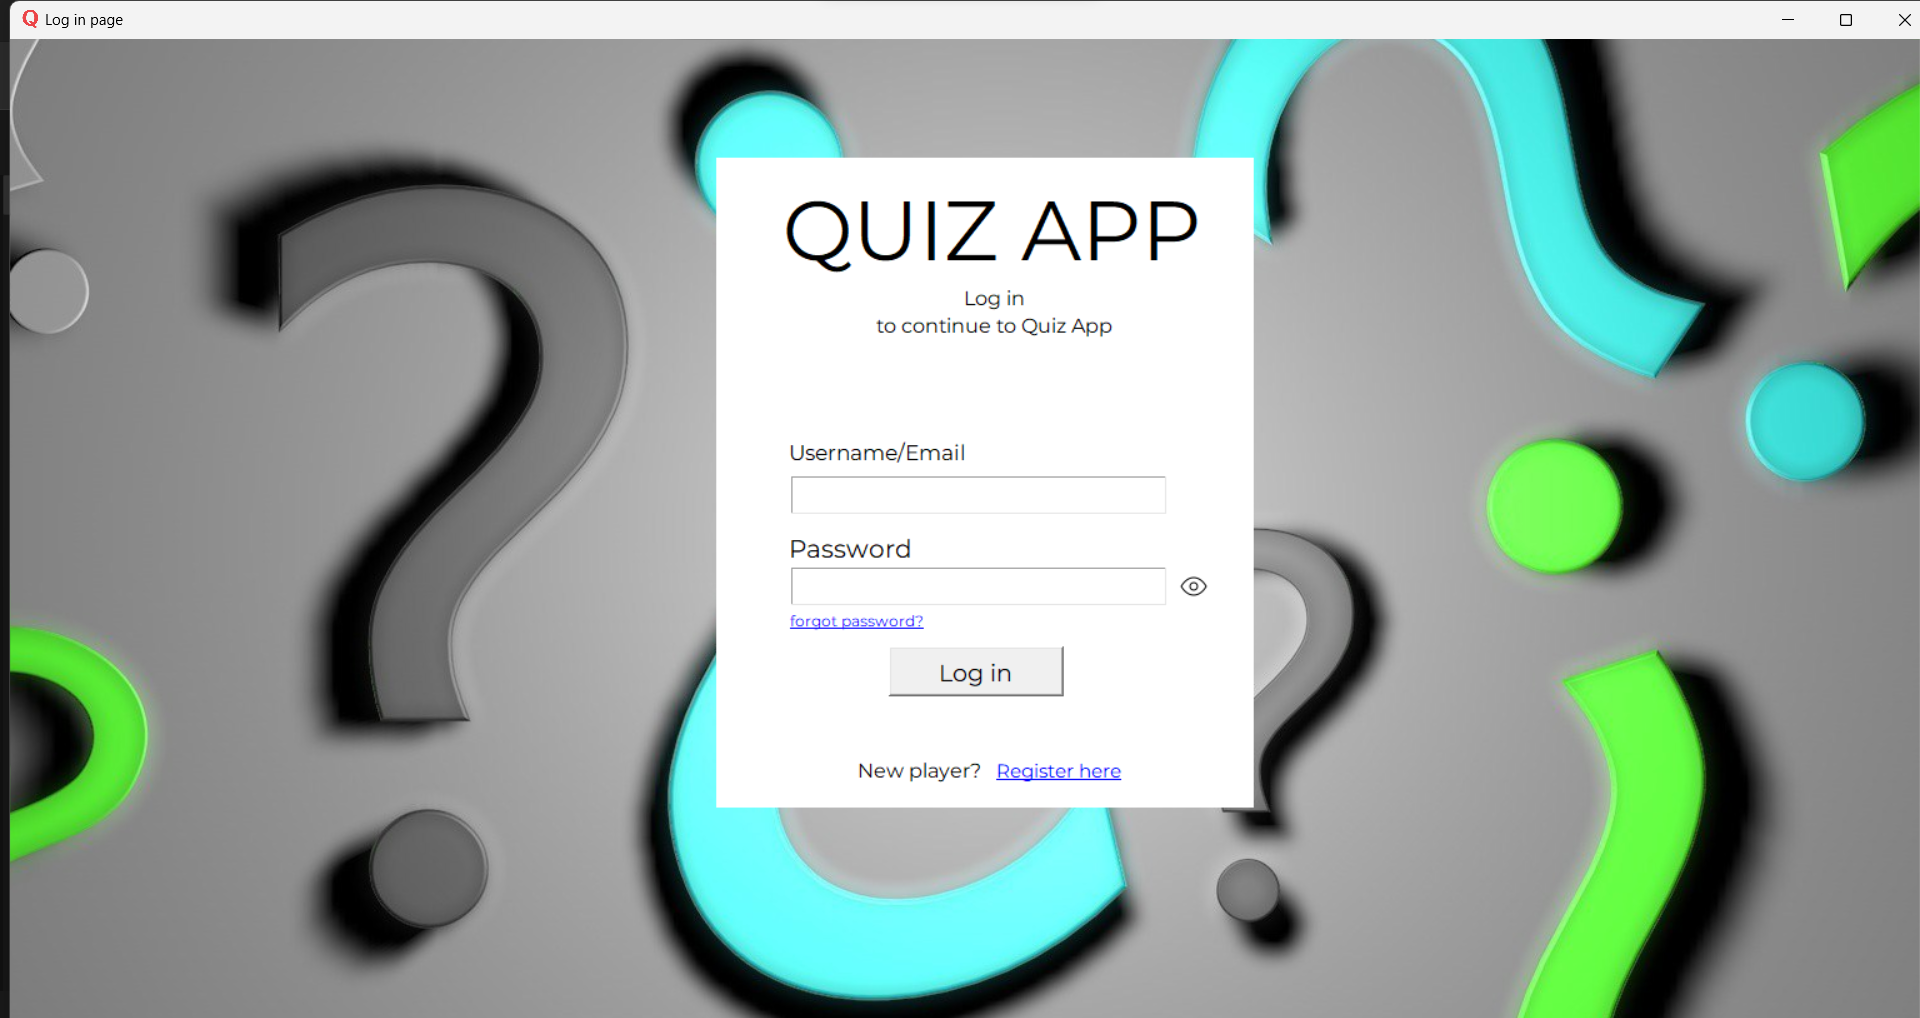 Q Log in page
QUIZ APP
Log in
to continue to Quiz App
Username/Email
Password
forgot password?
Log in
New player? Register here